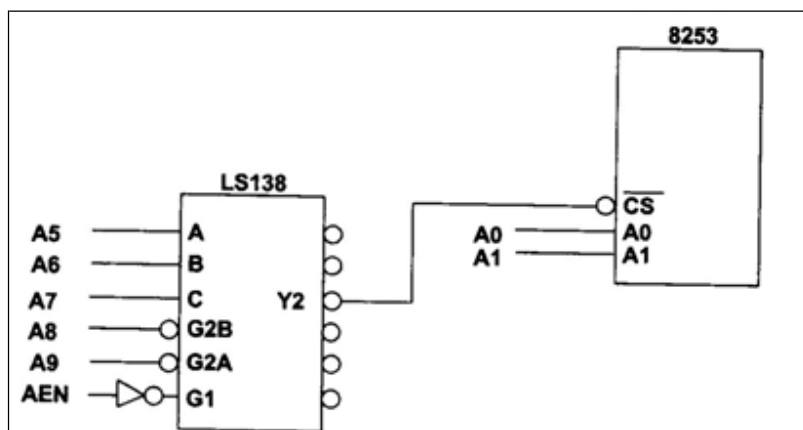 8253
LS138
CS
A5 A
A0 A0
A6 B
A1 A1
A7 C Y2
A8 G2B
A9 G2A
AEN G1